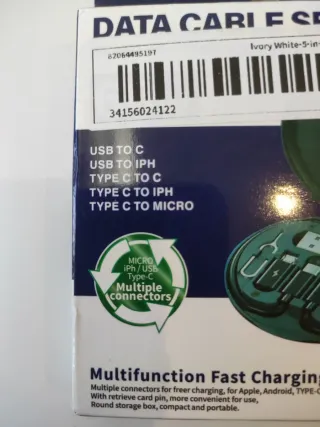 DATA CABLE SE
62064495197
Ivory White-5-in-
34156024122
USB TO C
USB TO IPH
TYPE C TO C
TYPE C TO IPH
TYPE C TO MICRO
MICRO
iPh / USB
Type-C
Multiple
connectors
Multifunction Fast Charging
Multiple connectors for freer charging, for Apple, Android, TYPE-C
With retrieve card pin, more convenient for use,
Round storage box, compact and portable.